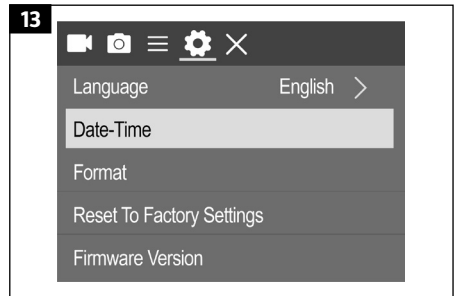 13
Language English
Date-Time
Format
Reset To Factory Settings
Firmware Version